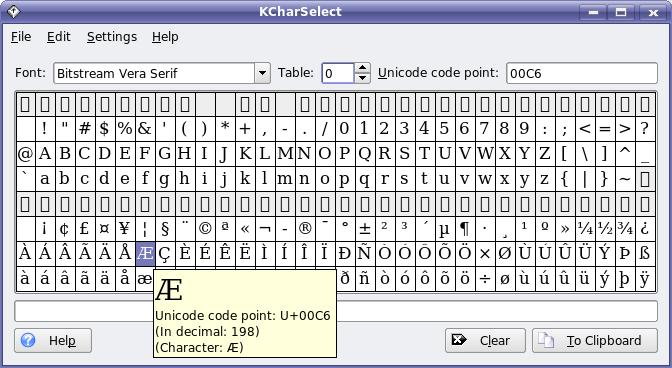 KCharSelect
File Edit Settings Help
Font: Bitstream Vera Serif Table: 0 Unicode code point: 00C6
! " # $ % & ' ( ) * + , - . / 0 1 2 3 4 5 6 7 8 9 : ; < = > ?
@ A B C D E F G H I J K L M N O P Q R S T U V W X Y Z [ \ ] ^ _
` a b c d e f g h i j k l m n o p q r s t u v w x y z { | } ~
¡ ¢ £ ¤ ¥ ¦ § ¨ © ª « ¬ - ® ¯ ° ± ² ³ ´ µ ¶ · ¸ ¹ º » ¼ ½ ¾ ¿
À Á Â Ã Ä Å Æ Ç È É Ê Ë Ì Í Î Ï Ð Ñ Ò Ó Ô Õ Ö × Ø Ù Ú Û Ü Ý Þ ß
à á â ã ä å æ ð ñ ò ó ô õ ö ÷ ø ù ú û ü ý þ ÿ
Æ
Unicode code point: U+00C6
(In decimal: 198)
(Character: Æ)
Help Clear To Clipboard